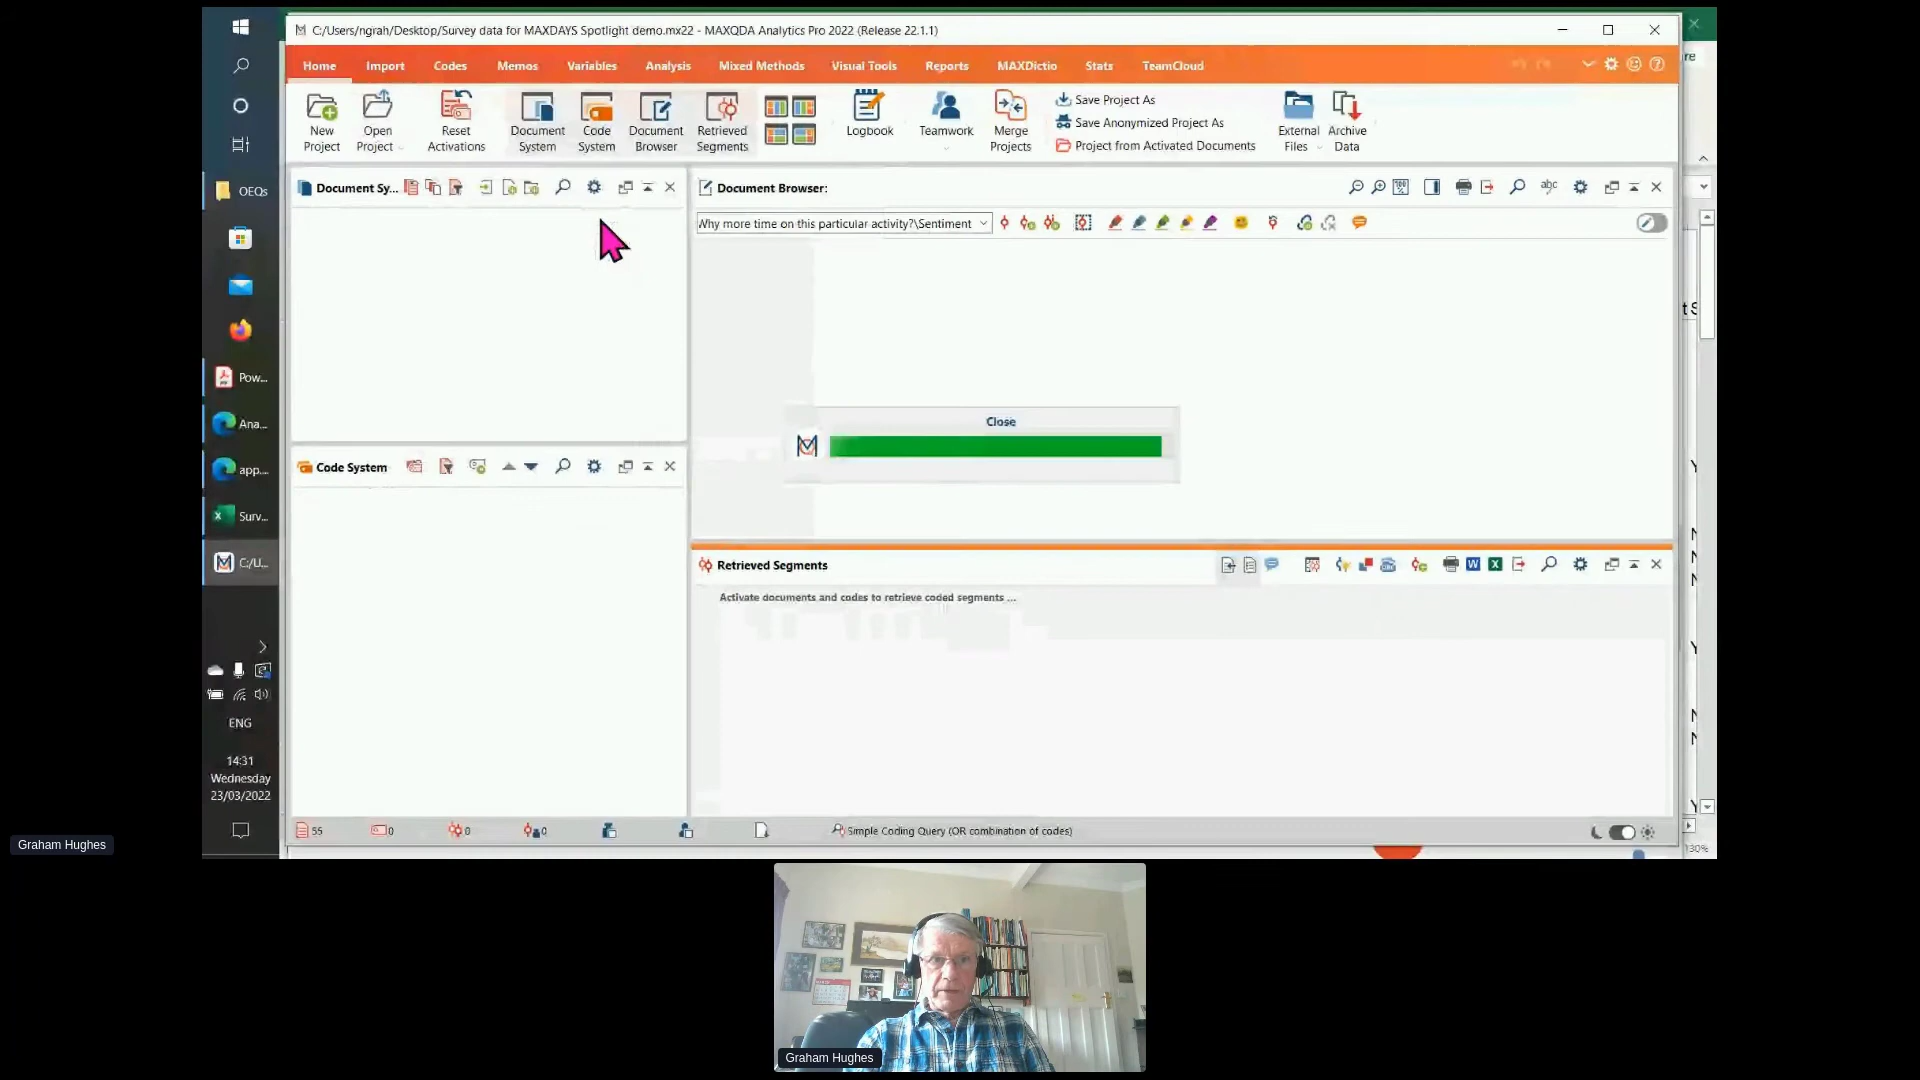 C:/Users/ngrah/Desktop/Survey data for MAXDAYS Spotlight demo.mx22 - MAXQDA Analytics Pro 2022 (Release 22.1.1)
re
Home Import Codes Memos Variables Analysis Mixed Methods Visual Tools Reports MAXDictio Stats TeamCloud
New Project
Open Project
Reset Activations
Document System
Code System
Document Browser
Retrieved Segments
Logbook
Teamwork
Merge Projects
Save Project As
Save Anonymized Project As
Project from Activated Documents
External Files
Archive Data
OEQs
Document Sy...
Document Browser:
Why more time on this particular activity?\Sentiment
abc
t S
Close
Pow...
Ana...
app...
Surv...
C:/U...
Code System
Y
N
N
N
Y
N
N
Y
Retrieved Segments
Activate documents and codes to retrieve coded segments ...
ENG
14:31
Wednesday
23/03/2022
55 0 0 0
Simple Coding Query (OR combination of codes)
130%
Graham Hughes
Graham Hughes